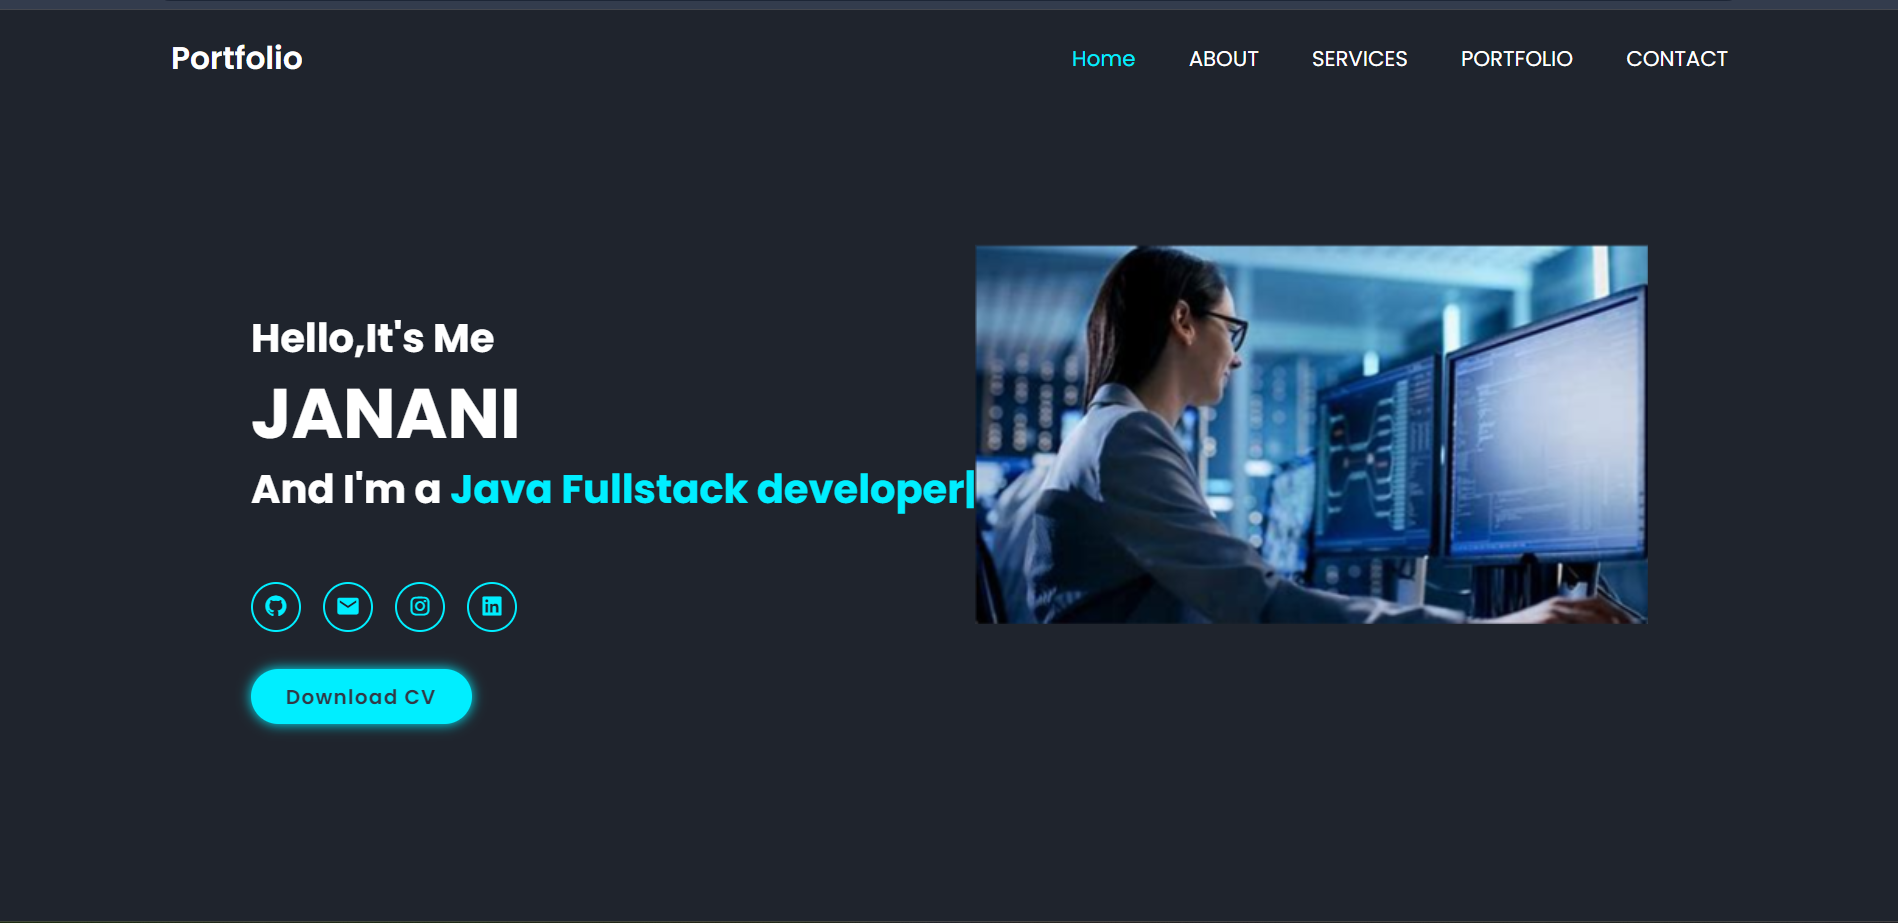 Portfolio
Home ABOUT SERVICES PORTFOLIO CONTACT
Hello,It's Me
JANANI
And I'm a Java Fullstack developer|
Download CV